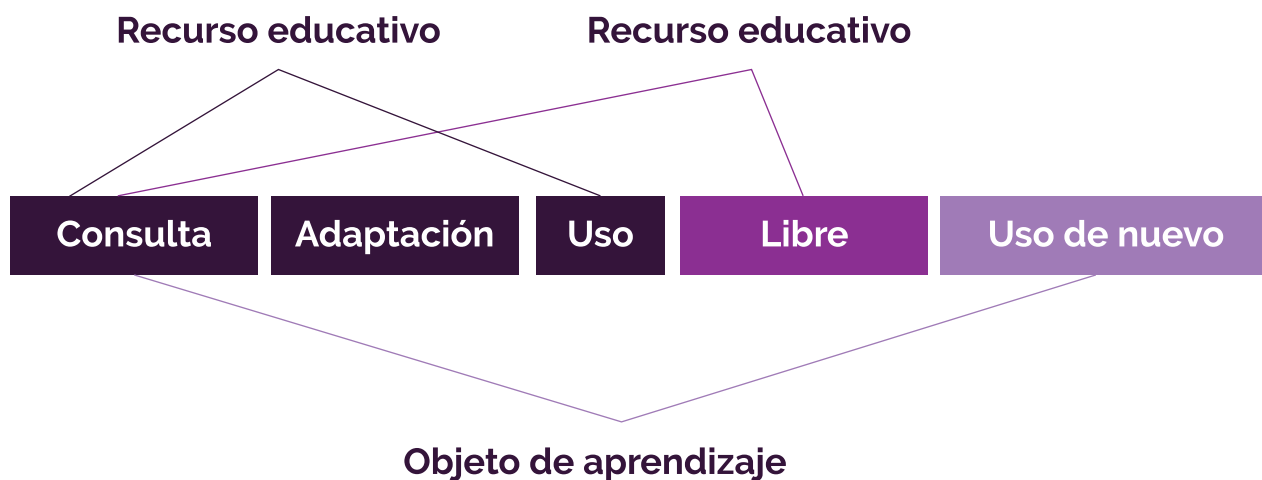 Recurso educativo
Recurso educativo
Consulta
Adaptación
Uso
Libre
Uso de nuevo
Objeto de aprendizaje